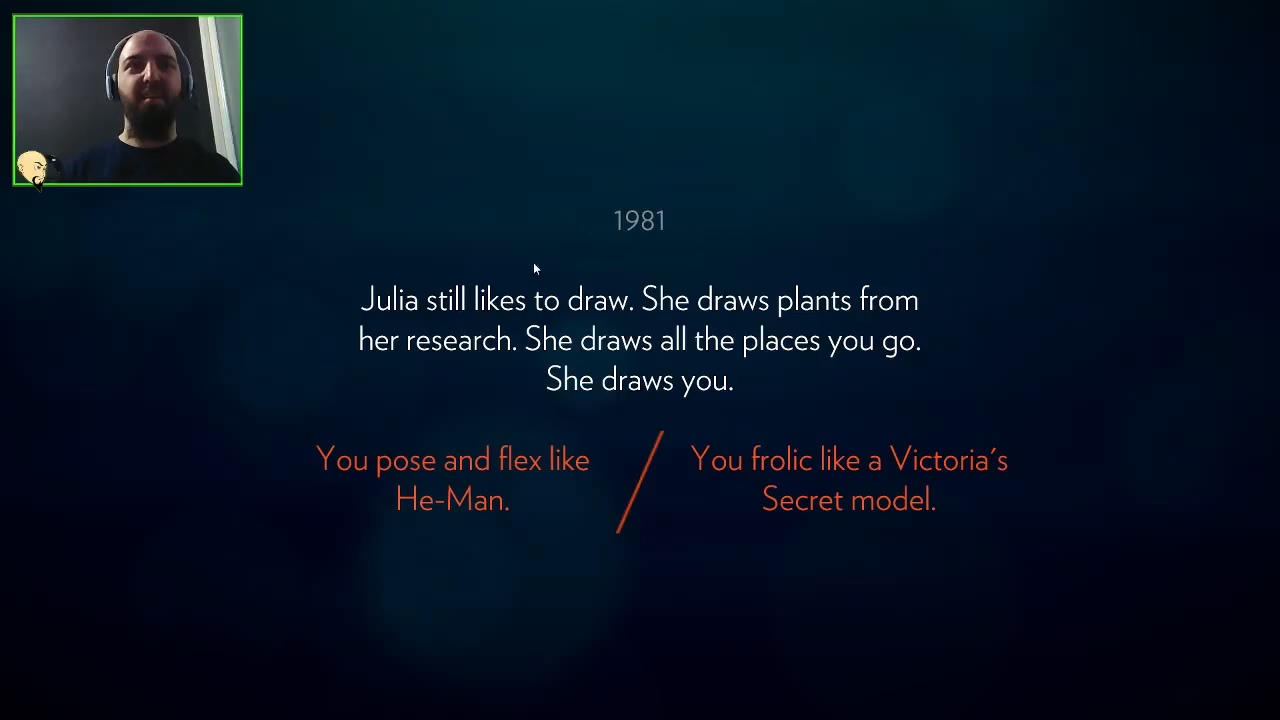 1981
Julia still likes to draw. She draws plants from
her research. She draws all the places you go.
She draws you.
You pose and flex like
He-Man.
You frolic like a Victoria's
Secret model.